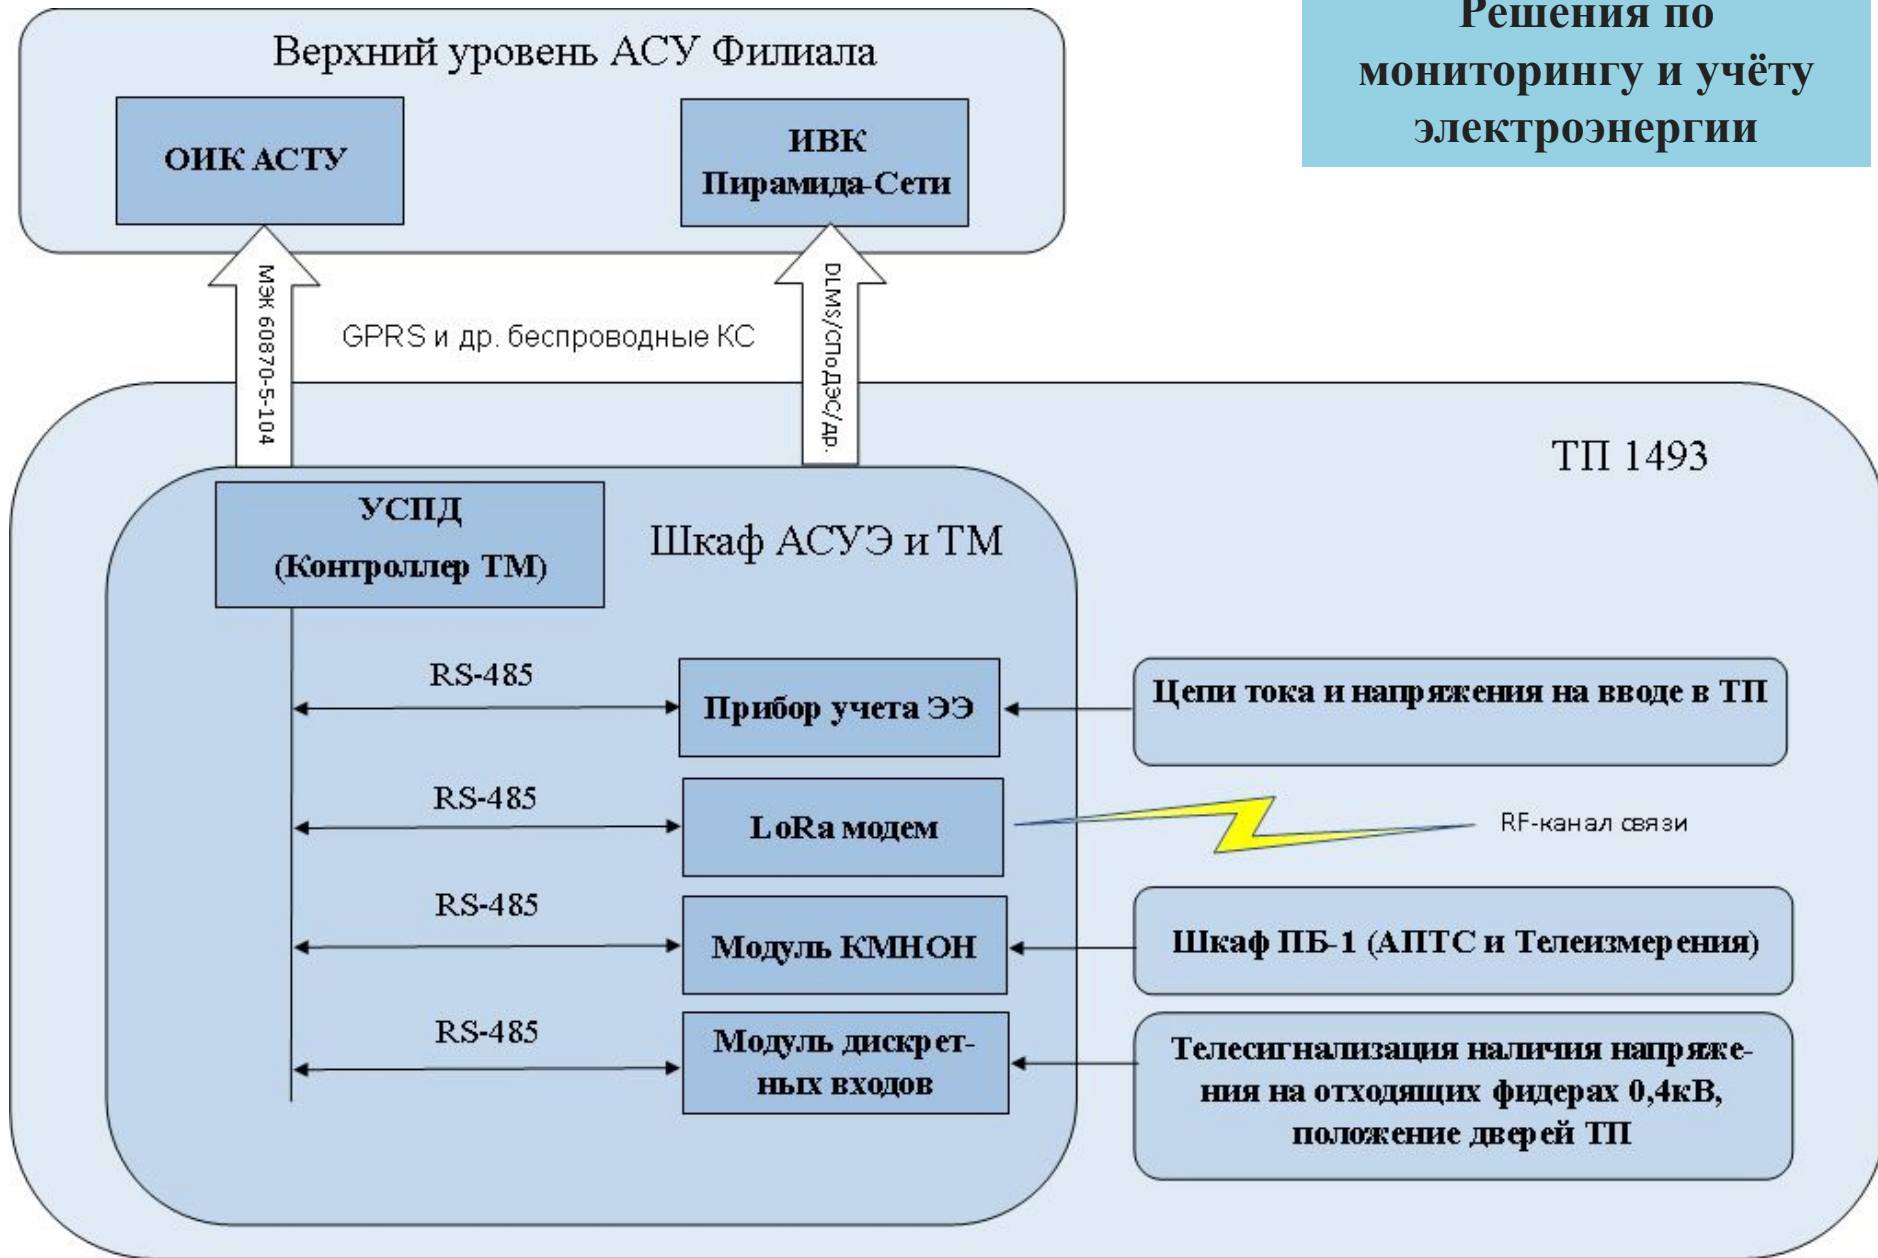 Решения по
мониторингу и учёту
электроэнергии
Верхний уровень АСУ Филиала
ОИК АСТУ
ИВК
Пирамида-Сети
МЭК 60870-5-104
GPRS и др. беспроводные КС
DLMS/СПоДЭС/др.
ТП 1493
УСПД
(Контроллер ТМ)
Шкаф АСУЭ и ТМ
RS-485
Прибор учета ЭЭ
Цепи тока и напряжения на вводе в ТП
RS-485
LoRa модем
RF-канал связи
RS-485
Модуль КМНОН
Шкаф ПБ-1 (АПТС и Телеизмерения)
RS-485
Модуль дискрет-
ных входов
Телесигнализация наличия напряже-
ния на отходящих фидерах 0,4кВ,
положение дверей ТП